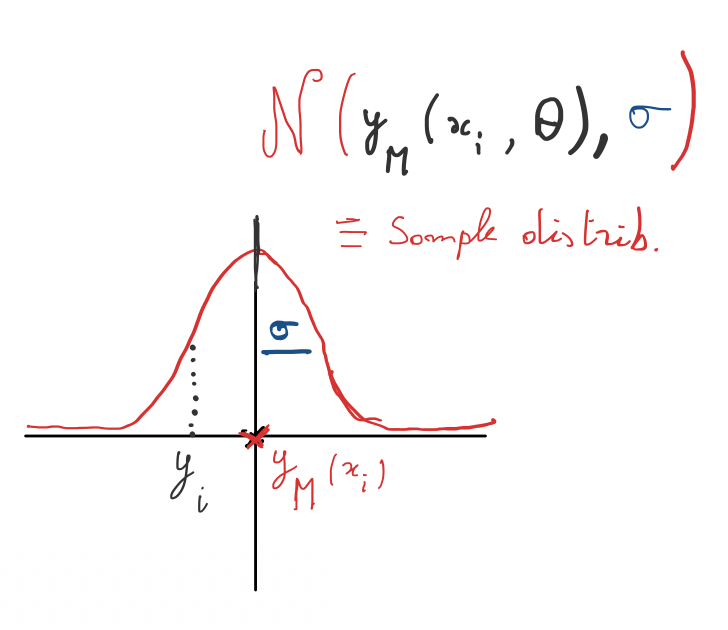 N(y_M(x_i, θ), σ)
≡ Sample distrib.
σ
y_i
y_M(x_i)